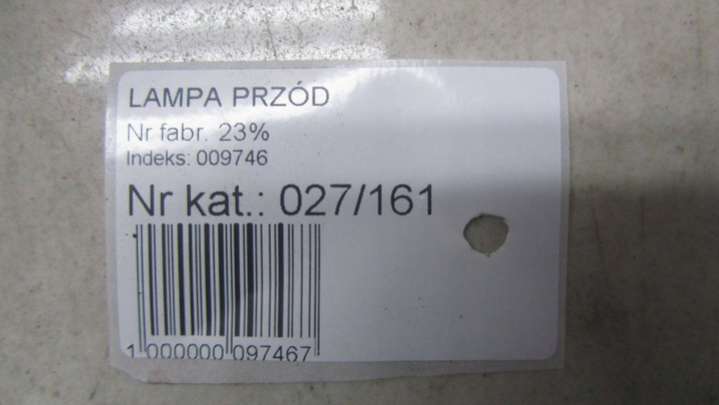 LAMPA PRZÓD
Nr fabr. 23%
Indeks: 009746
Nr kat.: 027/161
1 000000 097467